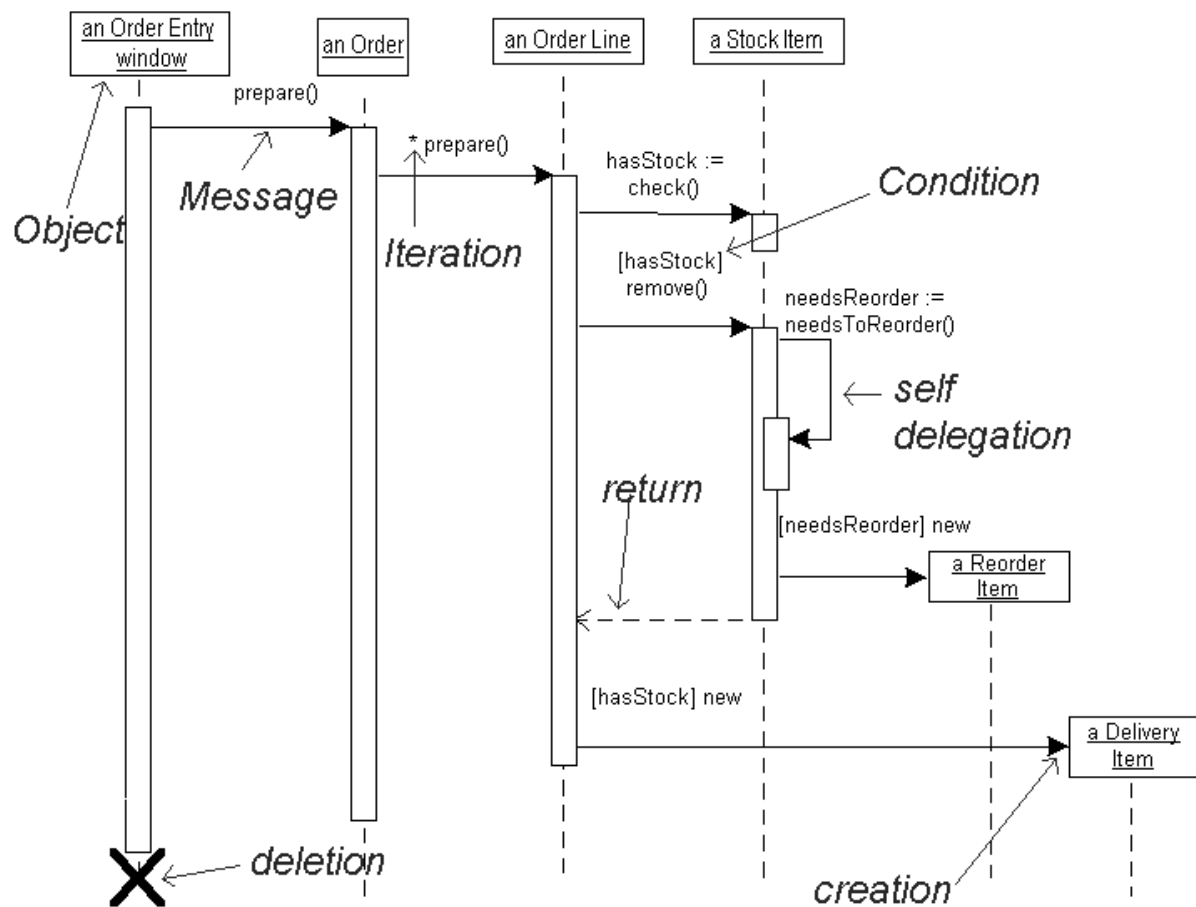 an Order Entry
window
an Order
an Order Line
a Stock Item
prepare()
* prepare()
hasStock :=
check()
Condition
Message
Object
Iteration
[hasStock]
remove()
needsReorder :=
needsToReorder()
self
delegation
return
[needsReorder] new
a Reorder
Item
[hasStock] new
a Delivery
Item
deletion
creation